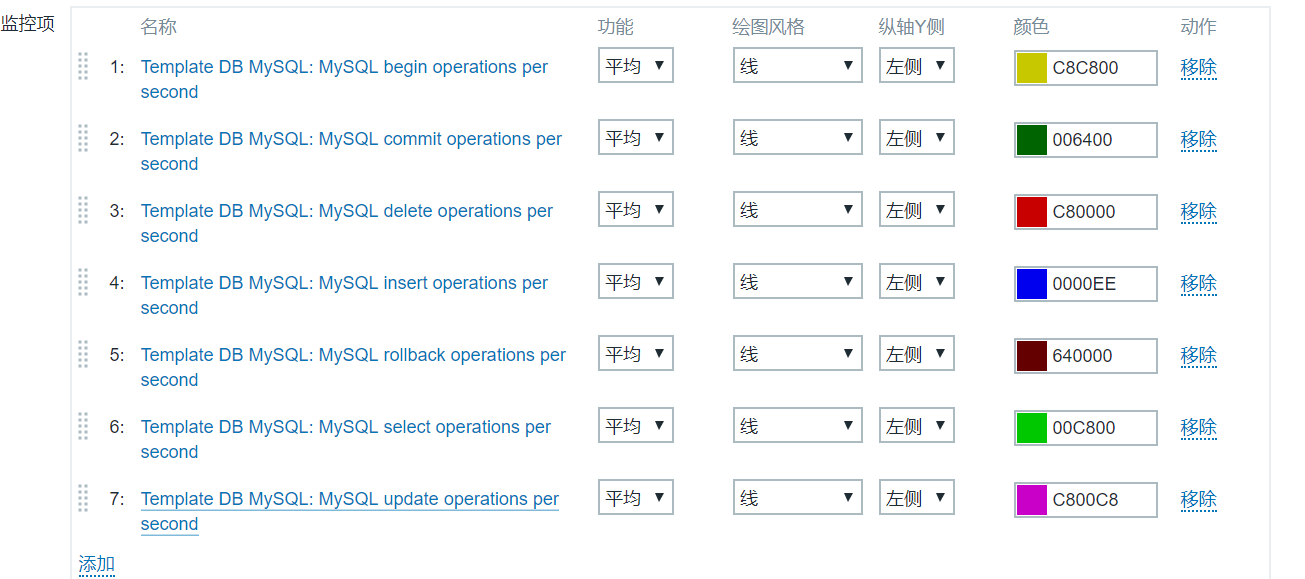 监控项
名称 功能 绘图风格 纵轴Y侧 颜色 动作
1: Template DB MySQL: MySQL begin operations per 平均 线 左侧 C8C800 移除
second
2: Template DB MySQL: MySQL commit operations per 平均 线 左侧 006400 移除
second
3: Template DB MySQL: MySQL delete operations per 平均 线 左侧 C80000 移除
second
4: Template DB MySQL: MySQL insert operations per 平均 线 左侧 0000EE 移除
second
5: Template DB MySQL: MySQL rollback operations per 平均 线 左侧 640000 移除
second
6: Template DB MySQL: MySQL select operations per 平均 线 左侧 00C800 移除
second
7: Template DB MySQL: MySQL update operations per 平均 线 左侧 C800C8 移除
second
添加